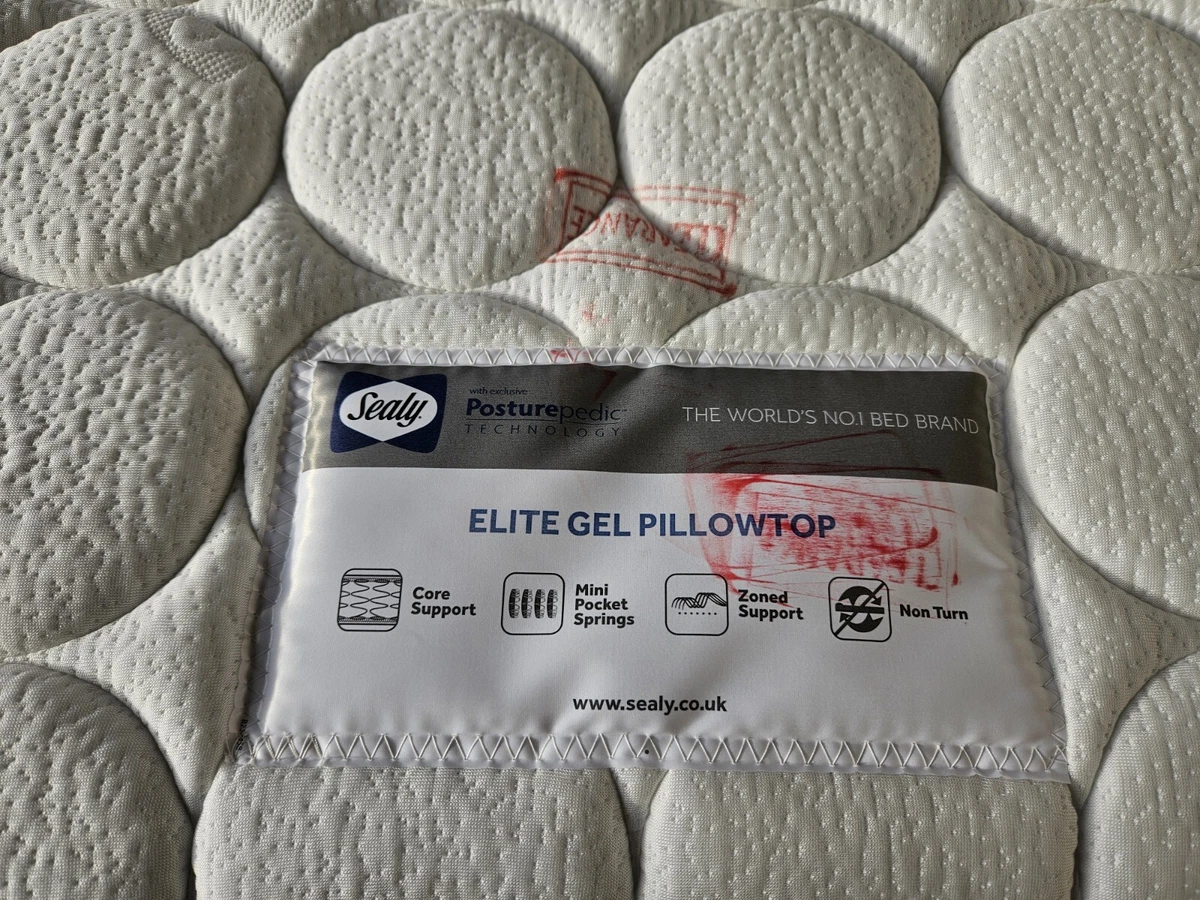 CLEARANCE
Sealy
with exclusive
Posturepedic
TECHNOLOGY
THE WORLD'S NO.1 BED BRAND
ELITE GEL PILLOWTOP
Core
Support
Mini
Pocket
Springs
Zoned
Support
Non Turn
www.sealy.co.uk